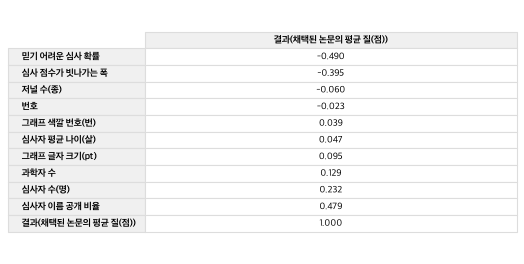 결과(채택된 논문의 평균 질(점))
믿기 어려운 심사 확률 -0.490
심사 점수가 빗나가는 폭 -0.395
저널 수(종) -0.060
번호 -0.023
그래프 색깔 번호(번) 0.039
심사자 평균 나이(살) 0.047
그래프 글자 크기(pt) 0.095
과학자 수 0.129
심사자 수(명) 0.232
심사자 이름 공개 비율 0.479
결과(채택된 논문의 평균 질(점)) 1.000